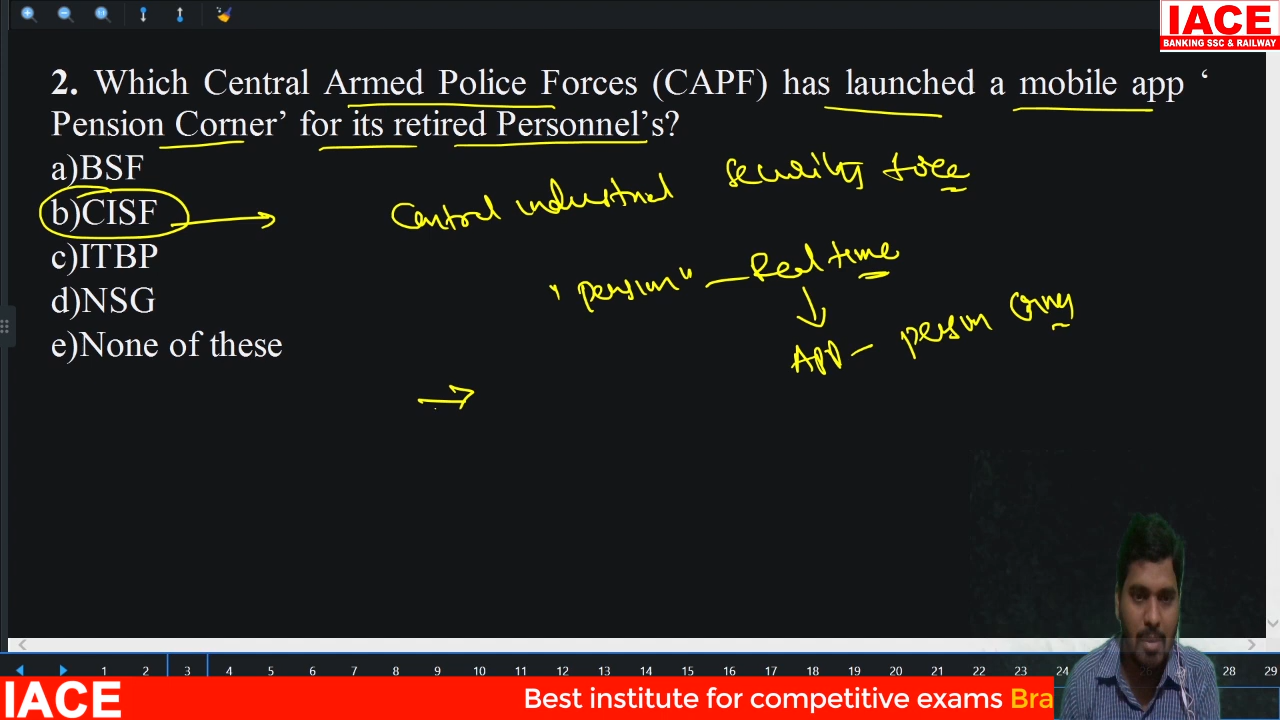 IACE
BANKING SSC & RAILWAY
2. Which Central Armed Police Forces (CAPF) has launched a mobile app ‘
Pension Corner’ for its retired Personnel’s?
a)BSF
b)CISF
c)ITBP
d)NSG
e)None of these
Central industrial security force
"pension" — Real time
App —
1 2 3 4 5 6 7 8 9 10 11 12 13 14 15 16 17 18 19 20 21 22 23 24 25 26 27 28 29
IACE
Best institute for competitive exams Bra